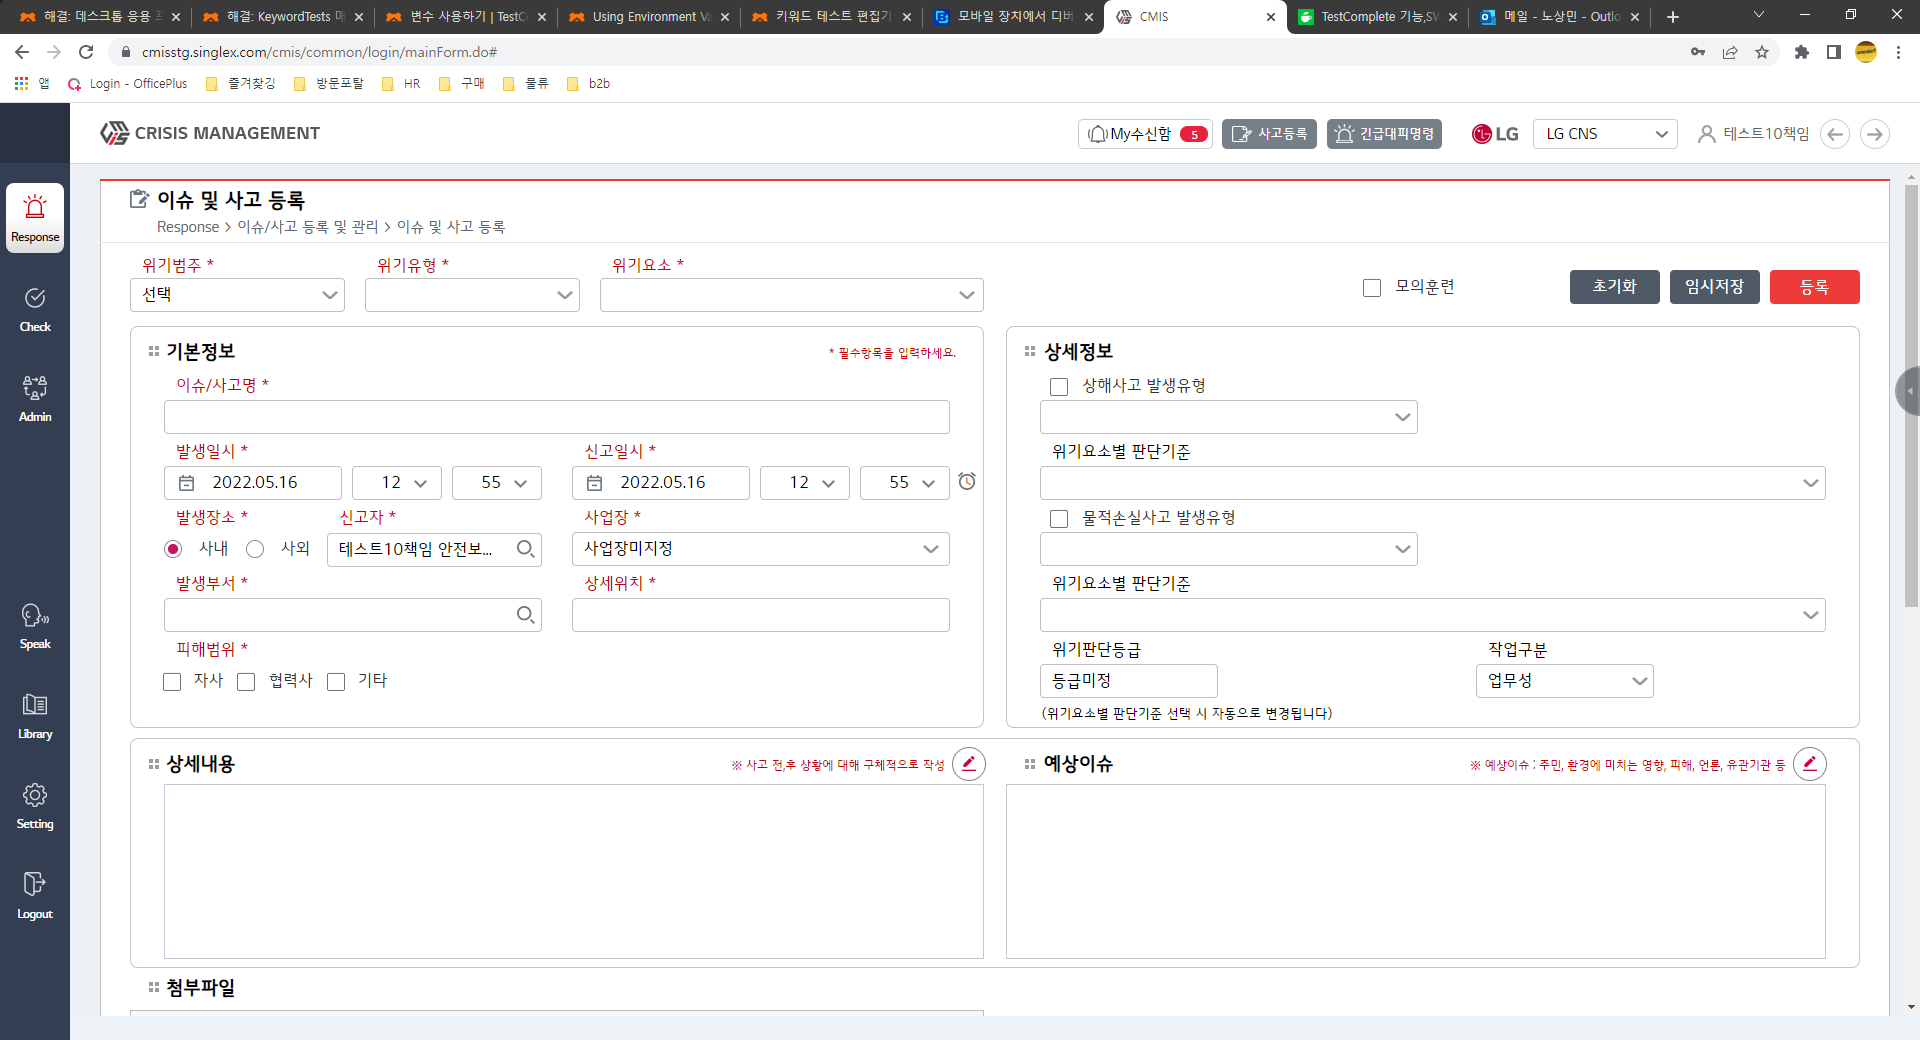 해결: 데스크톱 응용 프
해결: KeywordTests 매
변수 사용하기 | TestCo
Using Environment Va
키워드 테스트 편집기
모바일 장치에서 디버
CMIS
TestComplete 기능,SV
메일 - 노상민 - Outlo
cmisstg.singlex.com/cmis/common/login/mainForm.do#
앱
Login - OfficePlus
즐겨찾깅
방문포탈
HR
구매
물류
b2b
CRISIS MANAGEMENT
My수신함 5
사고등록
긴급대피명령
LG
LG CNS
테스트10책임
Response
Check
Admin
Speak
Library
Setting
Logout
이슈 및 사고 등록
Response > 이슈/사고 등록 및 관리 > 이슈 및 사고 등록
위기범주 *
위기유형 *
위기요소 *
선택
모의훈련
초기화
임시저장
등록
기본정보
* 필수항목을 입력하세요.
이슈/사고명 *
발생일시 *
신고일시 *
2022.05.16 12 55
2022.05.16 12 55
발생장소 *
신고자 *
사업장 *
사내
사외
테스트10책임 안전보...
사업장미지정
발생부서 *
상세위치 *
피해범위 *
자사
협력사
기타
상세정보
상해사고 발생유형
위기요소별 판단기준
물적손실사고 발생유형
위기요소별 판단기준
위기판단등급
작업구분
등급미정
업무성
(위기요소별 판단기준 선택 시 자동으로 변경됩니다)
상세내용
※ 사고 전,후 상황에 대해 구체적으로 작성
예상이슈
※ 예상이슈 : 주민, 환경에 미치는 영향, 피해, 언론, 유관기관 등
첨부파일